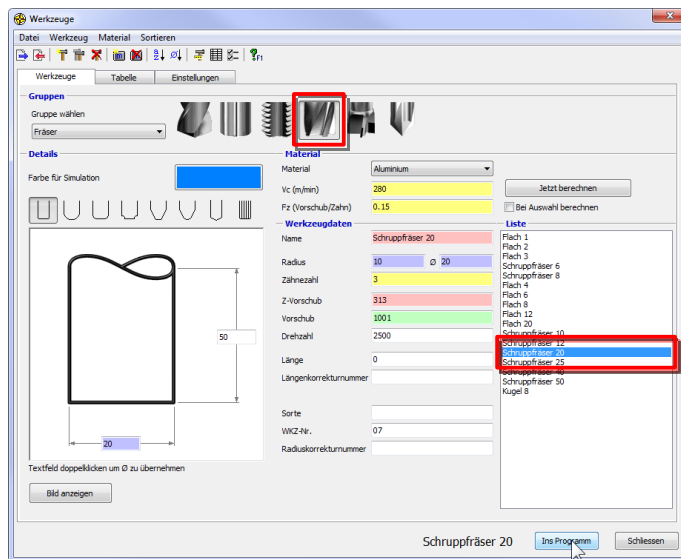 Werkzeuge
Datei Werkzeug Material Sortieren
Werkzeuge Tabelle Einstellungen
Gruppen
Gruppe wählen
Fräser
Details
Farbe für Simulation
50
20
Textfeld doppelklicken um Ø zu übernehmen
Bild anzeigen
Material
Material Aluminium
Vc (m/min) 280
Jetzt berechnen
Fz (Vorschub/Zahn) 0.15
Bei Auswahl berechnen
Werkzeugdaten
Name Schruppfräser 20
Radius 10 Ø 20
Zähnezahl 3
Z-Vorschub 313
Vorschub 1001
Drehzahl 2500
Länge 0
Längenkorrekturnummer
Sorte
WKZ-Nr. 07
Radiuskorrekturnummer
Liste
Flach 1
Flach 2
Flach 3
Schruppfräser 6
Schruppfräser 8
Flach 4
Flach 6
Flach 8
Flach 12
Flach 20
Schruppfräser 10
Schruppfräser 12
Schruppfräser 20
Schruppfräser 25
Schruppfräser 40
Schruppfräser 50
Kugel 8
Schruppfräser 20
Ins Programm
Schliessen